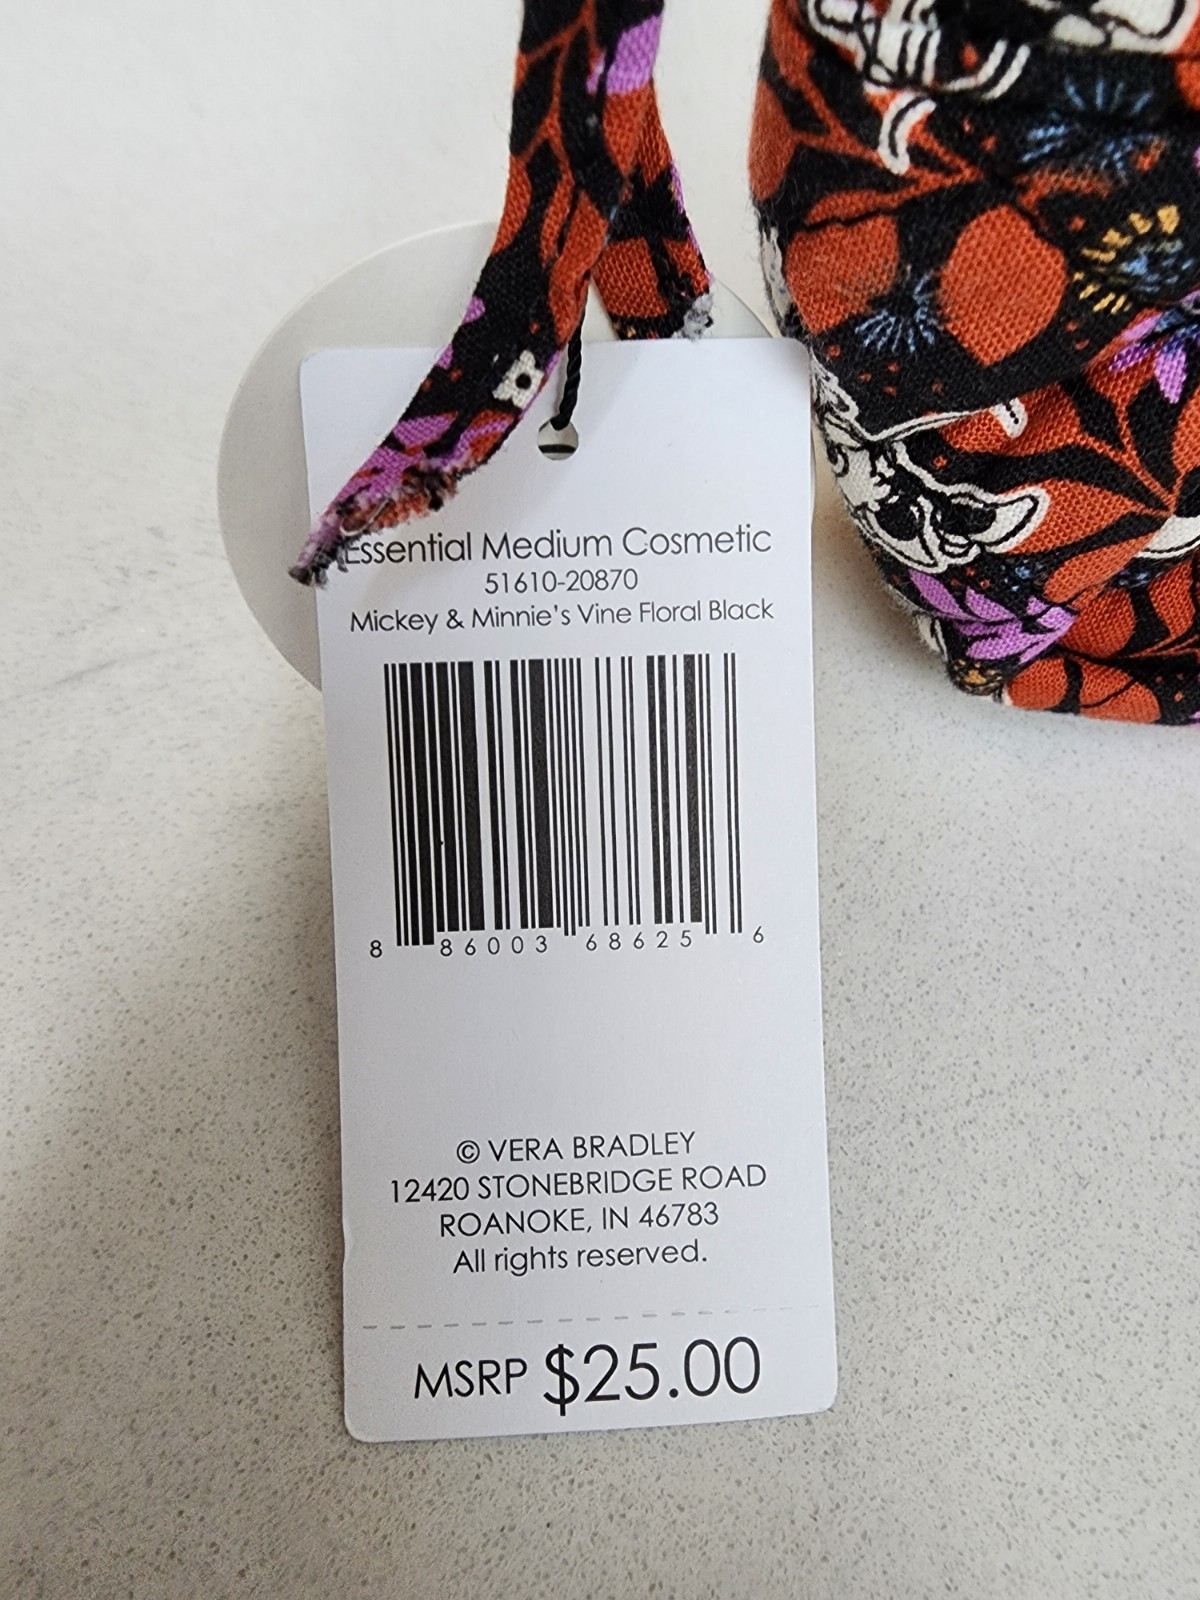 Essential Medium Cosmetic
51610-20870
Mickey & Minnie's Vine Floral Black
8 86003 68625 6
© VERA BRADLEY
12420 STONEBRIDGE ROAD
ROANOKE, IN 46783
All rights reserved.
MSRP $25.00